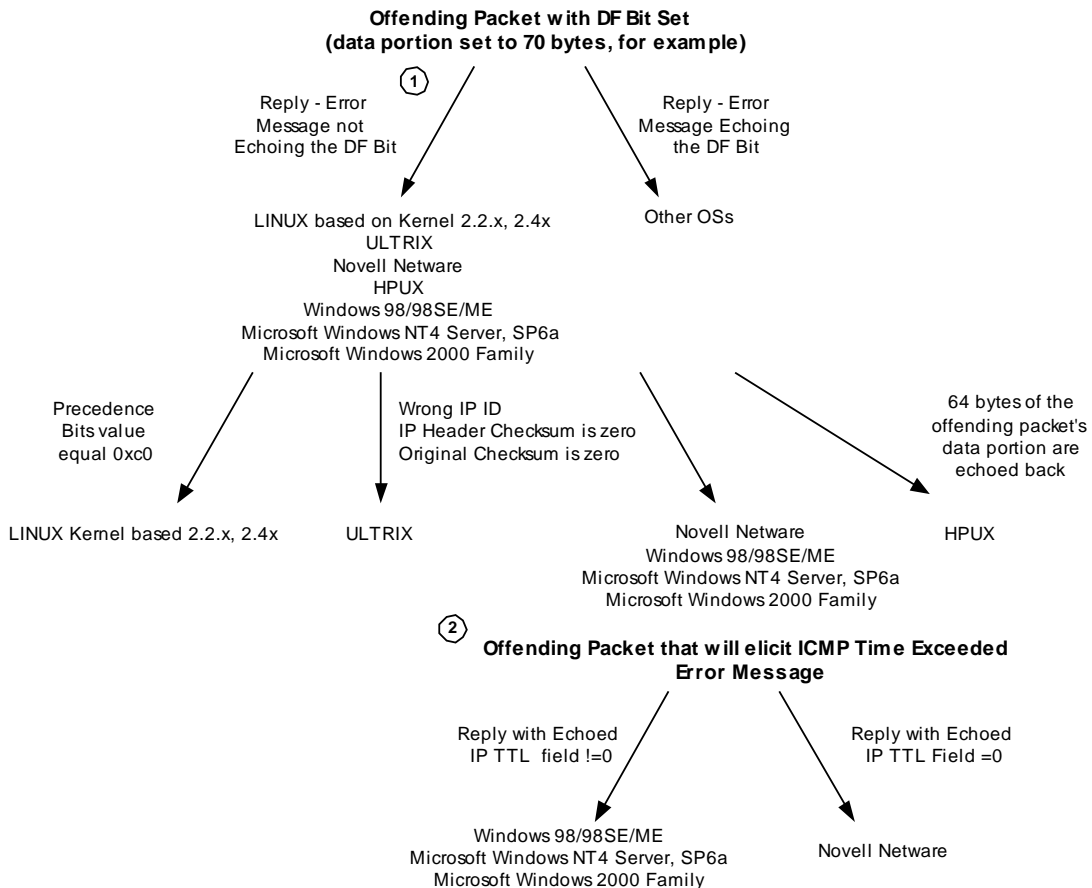 Offending Packet with DF Bit Set
(data portion set to 70 bytes, for example)
1
Reply - Error
Message not
Echoing the DF Bit
Reply - Error
Message Echoing
the DF Bit
LINUX based on Kernel 2.2.x, 2.4x
ULTRIX
Novell Netware
HPUX
Windows 98/98SE/ME
Microsoft Windows NT4 Server, SP6a
Microsoft Windows 2000 Family
Other OSs
Precedence
Bits value
equal 0xc0
Wrong IP ID
IP Header Checksum is zero
Original Checksum is zero
64 bytes of the
offending packet's
data portion are
echoed back
LINUX Kernel based 2.2.x, 2.4x
ULTRIX
Novell Netware
Windows 98/98SE/ME
Microsoft Windows NT4 Server, SP6a
Microsoft Windows 2000 Family
HPUX
2
Offending Packet that will elicit ICMP Time Exceeded
Error Message
Reply with Echoed
IP TTL field !=0
Reply with Echoed
IP TTL Field =0
Windows 98/98SE/ME
Microsoft Windows NT4 Server, SP6a
Microsoft Windows 2000 Family
Novell Netware